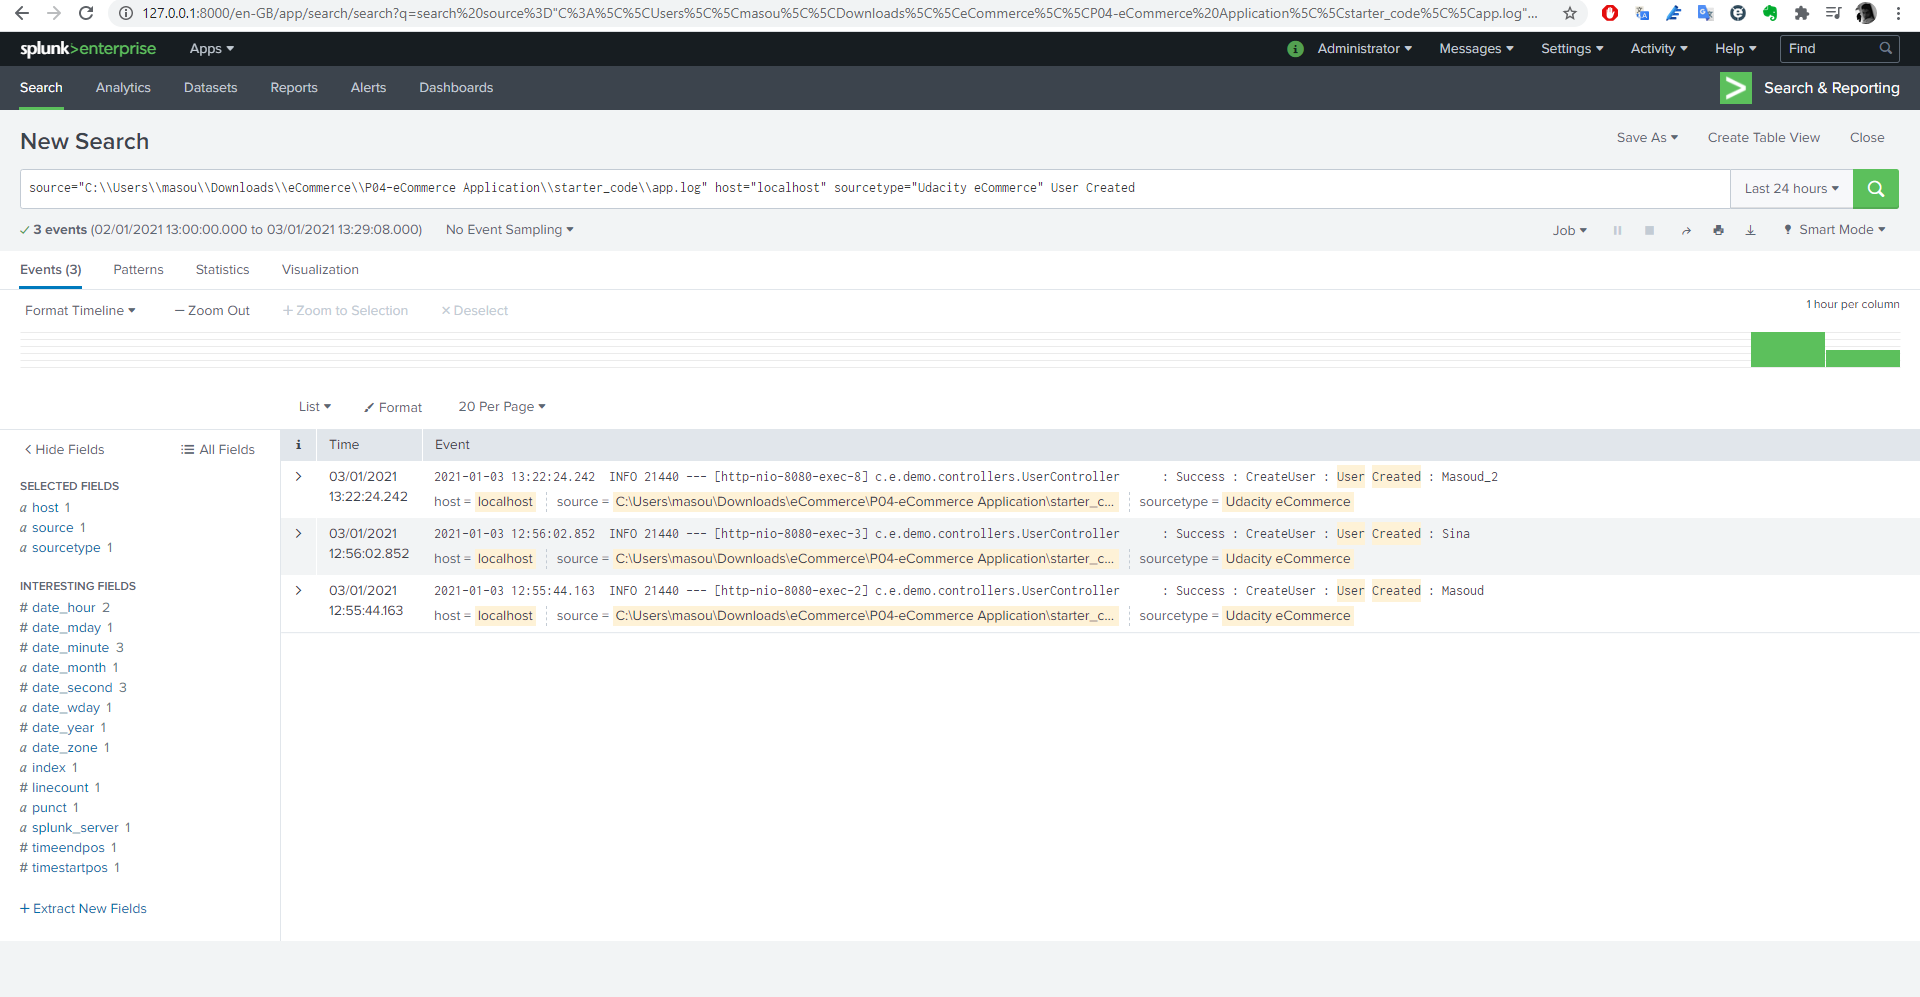 127.0.0.1:8000/en-GB/app/search/search?q=search%20source%3D"C%3A%5C%5CUsers%5C%5Cmasou%5C%5CDownloads%5C%5CeCommerce%5C%5CP04-eCommerce%20Application%5C%5Cstarter_code%5C%5Capp.log"...
splunk>enterprise Apps Administrator Messages Settings Activity Help Find
Search Analytics Datasets Reports Alerts Dashboards Search & Reporting
New Search Save As Create Table View Close
source="C:\\Users\\masou\\Downloads\\eCommerce\\P04-eCommerce Application\\starter_code\\app.log" host="localhost" sourcetype="Udacity eCommerce" User Created Last 24 hours
3 events (02/01/2021 13:00:00.000 to 03/01/2021 13:29:08.000) No Event Sampling Job Smart Mode
Events (3) Patterns Statistics Visualization
Format Timeline — Zoom Out + Zoom to Selection × Deselect 1 hour per column
List Format 20 Per Page
< Hide Fields All Fields
SELECTED FIELDS
a host 1
a source 1
a sourcetype 1
INTERESTING FIELDS
# date_hour 2
# date_mday 1
# date_minute 3
a date_month 1
# date_second 3
a date_wday 1
# date_year 1
a date_zone 1
a index 1
# linecount 1
a punct 1
a splunk_server 1
# timeendpos 1
# timestartpos 1
+ Extract New Fields
i Time Event
03/01/2021 13:22:24.242
2021-01-03 13:22:24.242 INFO 21440 --- [http-nio-8080-exec-8] c.e.demo.controllers.UserController : Success : CreateUser : User Created : Masoud_2
host = localhost source = C:\Users\masou\Downloads\eCommerce\P04-eCommerce Application\starter_c... sourcetype = Udacity eCommerce
03/01/2021 12:56:02.852
2021-01-03 12:56:02.852 INFO 21440 --- [http-nio-8080-exec-3] c.e.demo.controllers.UserController : Success : CreateUser : User Created : Sina
host = localhost source = C:\Users\masou\Downloads\eCommerce\P04-eCommerce Application\starter_c... sourcetype = Udacity eCommerce
03/01/2021 12:55:44.163
2021-01-03 12:55:44.163 INFO 21440 --- [http-nio-8080-exec-2] c.e.demo.controllers.UserController : Success : CreateUser : User Created : Masoud
host = localhost source = C:\Users\masou\Downloads\eCommerce\P04-eCommerce Application\starter_c... sourcetype = Udacity eCommerce